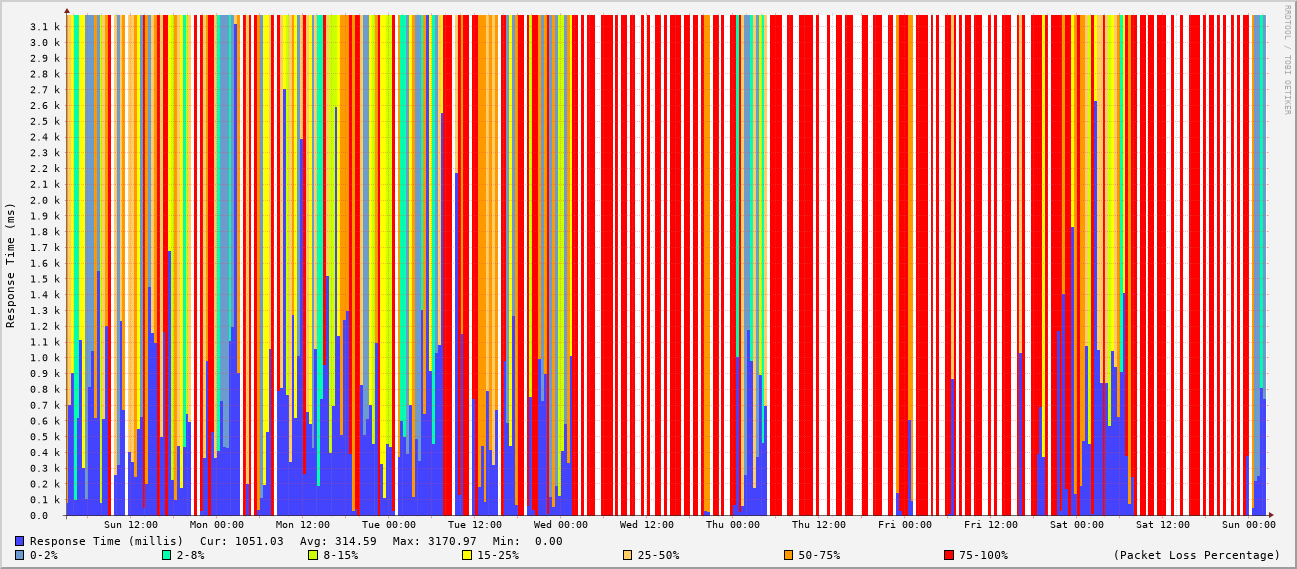 RRDTOOL / TOBI OETIKER
Response Time (ms)
3.1 k
3.0 k
2.9 k
2.8 k
2.7 k
2.6 k
2.5 k
2.4 k
2.3 k
2.2 k
2.1 k
2.0 k
1.9 k
1.8 k
1.7 k
1.6 k
1.5 k
1.4 k
1.3 k
1.2 k
1.1 k
1.0 k
0.9 k
0.8 k
0.7 k
0.6 k
0.5 k
0.4 k
0.3 k
0.2 k
0.1 k
0.0
Sun 12:00 Mon 00:00 Mon 12:00 Tue 00:00 Tue 12:00 Wed 00:00 Wed 12:00 Thu 00:00 Thu 12:00 Fri 00:00 Fri 12:00 Sat 00:00 Sat 12:00 Sun 00:00
Response Time (millis) Cur: 1051.03 Avg: 314.59 Max: 3170.97 Min: 0.00
0-2% 2-8% 8-15% 15-25% 25-50% 50-75% 75-100% (Packet Loss Percentage)